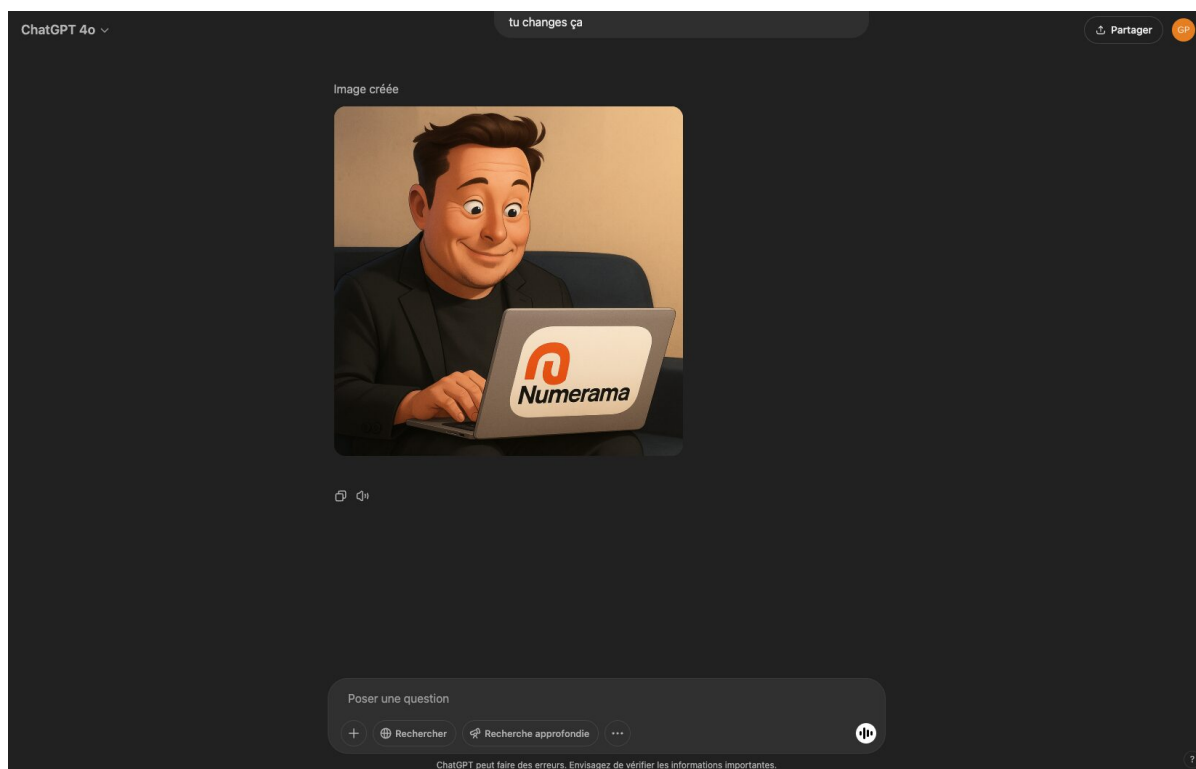 tu changes ça
ChatGPT 4o
Partager
GP
Image créée
Numerama
Poser une question
Rechercher
Recherche approfondie
ChatGPT peut faire des erreurs. Envisagez de vérifier les informations importantes.
?